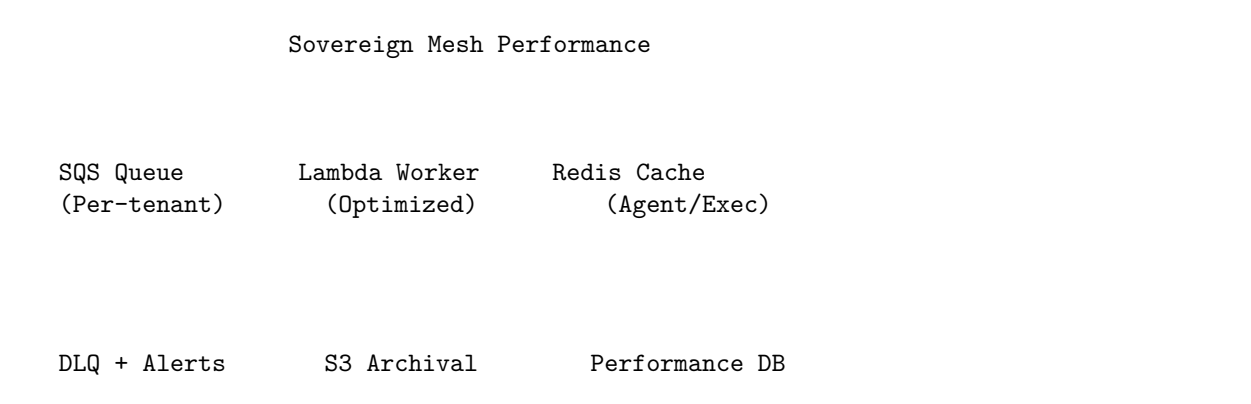 Sovereign Mesh Performance
SQS Queue Lambda Worker Redis Cache
(Per-tenant) (Optimized) (Agent/Exec)
DLQ + Alerts S3 Archival Performance DB